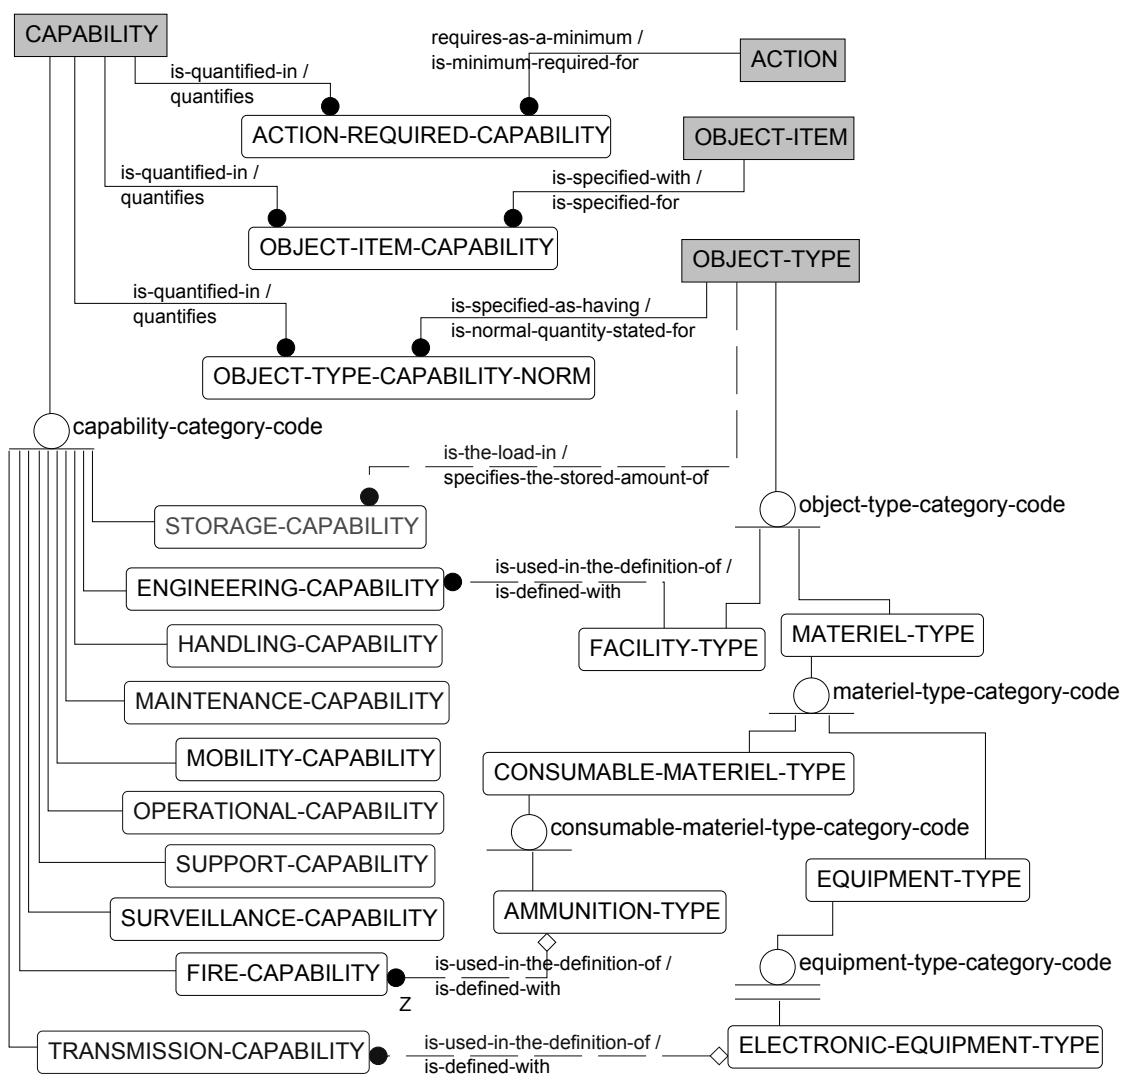 CAPABILITY
requires-as-a-minimum /
is-minimum-required-for
ACTION
is-quantified-in /
quantifies
ACTION-REQUIRED-CAPABILITY
OBJECT-ITEM
is-quantified-in /
quantifies
is-specified-with /
is-specified-for
OBJECT-ITEM-CAPABILITY
OBJECT-TYPE
is-quantified-in /
quantifies
is-specified-as-having /
is-normal-quantity-stated-for
OBJECT-TYPE-CAPABILITY-NORM
capability-category-code
is-the-load-in /
specifies-the-stored-amount-of
object-type-category-code
STORAGE-CAPABILITY
is-used-in-the-definition-of /
is-defined-with
ENGINEERING-CAPABILITY
FACILITY-TYPE
MATERIEL-TYPE
HANDLING-CAPABILITY
materiel-type-category-code
MAINTENANCE-CAPABILITY
MOBILITY-CAPABILITY
CONSUMABLE-MATERIEL-TYPE
OPERATIONAL-CAPABILITY
consumable-materiel-type-category-code
SUPPORT-CAPABILITY
EQUIPMENT-TYPE
SURVEILLANCE-CAPABILITY
AMMUNITION-TYPE
FIRE-CAPABILITY
is-used-in-the-definition-of /
is-defined-with
Z
equipment-type-category-code
TRANSMISSION-CAPABILITY
is-used-in-the-definition-of /
is-defined-with
ELECTRONIC-EQUIPMENT-TYPE